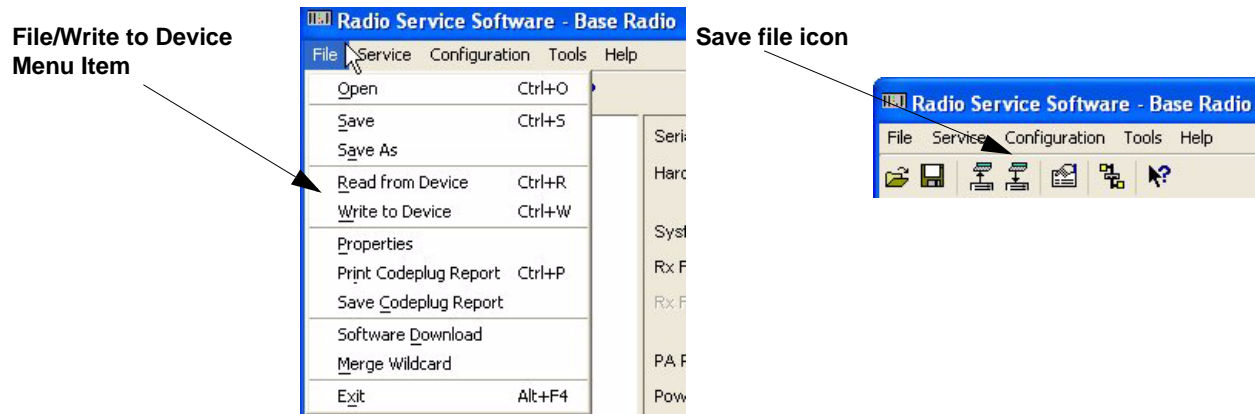 File/Write to Device
Menu Item
Radio Service Software - Base Radio
File Service Configuration Tools Help
Open Ctrl+O
Save Ctrl+S
Save As
Read from Device Ctrl+R
Write to Device Ctrl+W
Properties
Print Codeplug Report Ctrl+P
Save Codeplug Report
Software Download
Merge Wildcard
Exit Alt+F4
Seri
Hard
Syst
Rx F
Rx F
PA F
Pow
Save file icon
Radio Service Software - Base Radio
File Service Configuration Tools Help